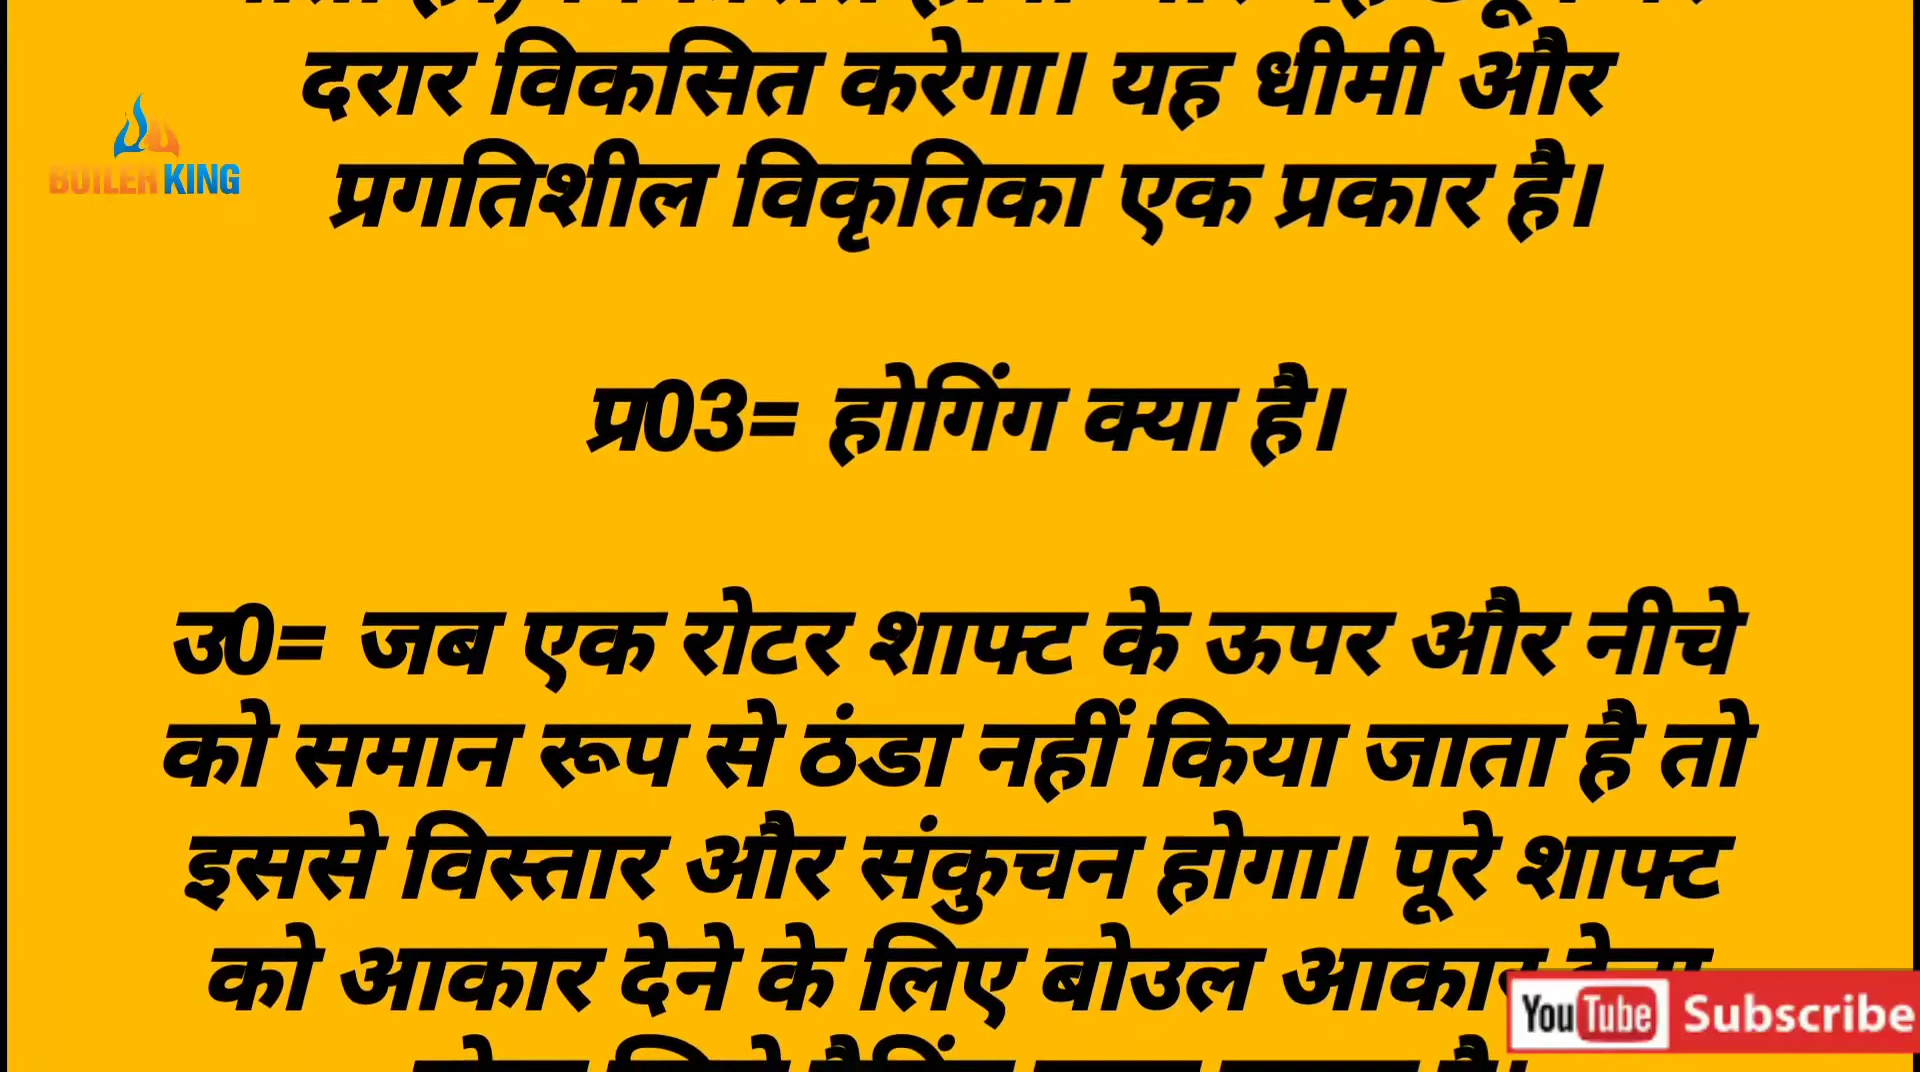 दरार विकसित करेगा। यह धीमी और
प्रगतिशील विकृतिका एक प्रकार है।
BOILER KING
प्र03= होगिंग क्या है।
उ0= जब एक रोटर शाफ्ट के ऊपर और नीचे
को समान रूप से ठंडा नहीं किया जाता है तो
इससे विस्तार और संकुचन होगा। पूरे शाफ्ट
को आकार देने के लिए बोउल आकार
YouTube Subscribe